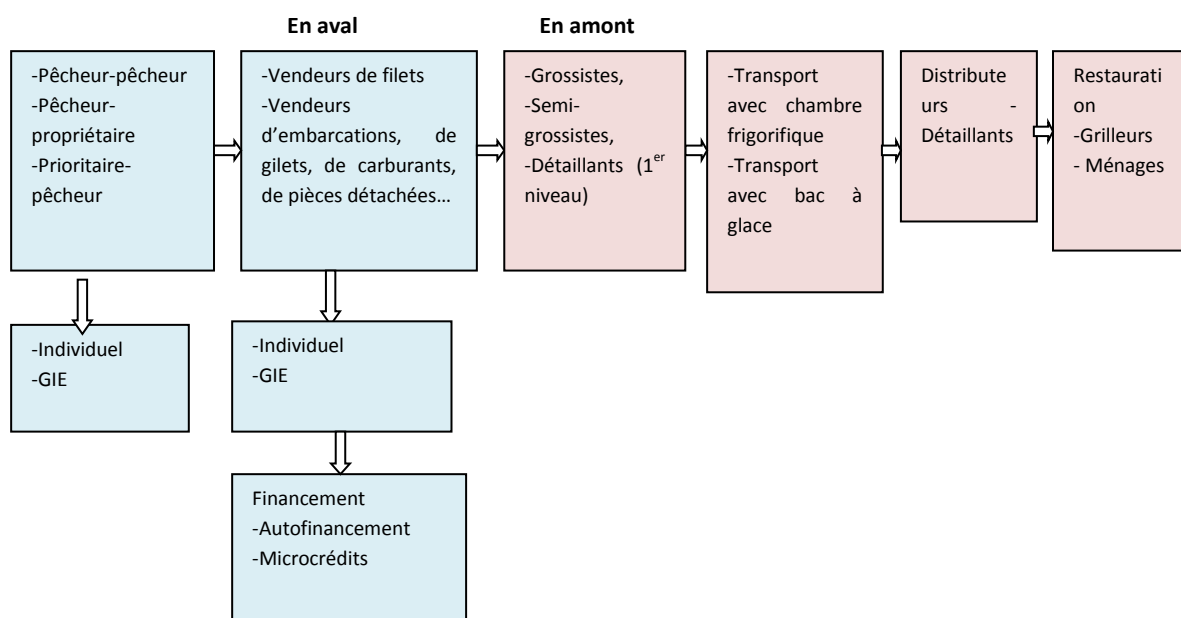 En aval
En amont
-Pêcheur-pêcheur
-Pêcheur-
propriétaire
-Prioritaire-
pêcheur
-Vendeurs de filets
-Vendeurs
d’embarcations, de
gilets, de carburants,
de pièces détachées…
-Grossistes,
-Semi-
grossistes,
-Détaillants (1er
niveau)
-Transport
avec chambre
frigorifique
-Transport
avec bac à
glace
Distribute
urs -
Détaillants
Restaurati
on
-Grilleurs
- Ménages
-Individuel
-GIE
-Individuel
-GIE
Financement
-Autofinancement
-Microcrédits